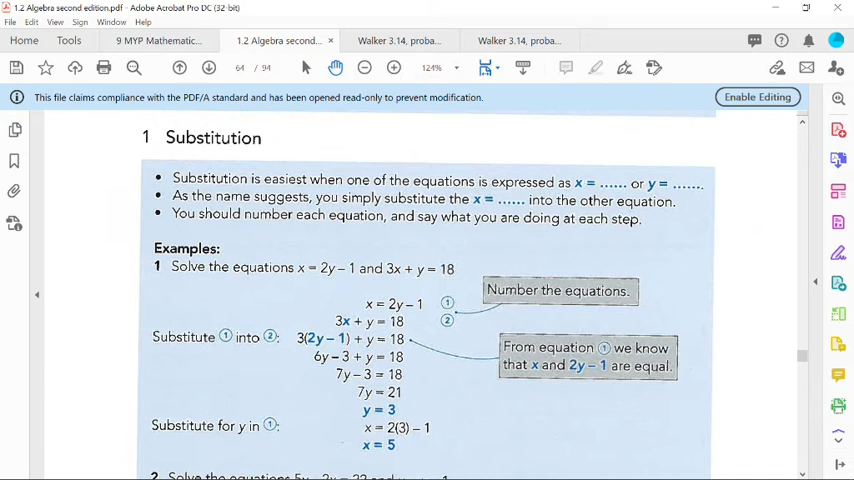 1.2 Algebra second edition.pdf - Adobe Acrobat Pro DC (32-bit)
File Edit View Sign Window Help
Home Tools 9 MYP Mathematic... 1.2 Algebra second... × Walker 3.14, proba... Walker 3.14, proba...
64 / 94 124%
This file claims compliance with the PDF/A standard and has been opened read-only to prevent modification. Enable Editing
1 Substitution
• Substitution is easiest when one of the equations is expressed as x = ...... or y = ......
• As the name suggests, you simply substitute the x = ...... into the other equation.
• You should number each equation, and say what you are doing at each step.
Examples:
1 Solve the equations x = 2y – 1 and 3x + y = 18
Number the equations.
x = 2y – 1 ①
3x + y = 18 ②
Substitute ① into ②: 3(2y – 1) + y = 18
From equation ① we know
that x and 2y – 1 are equal.
6y – 3 + y = 18
7y – 3 = 18
7y = 21
y = 3
Substitute for y in ①: x = 2(3) – 1
x = 5